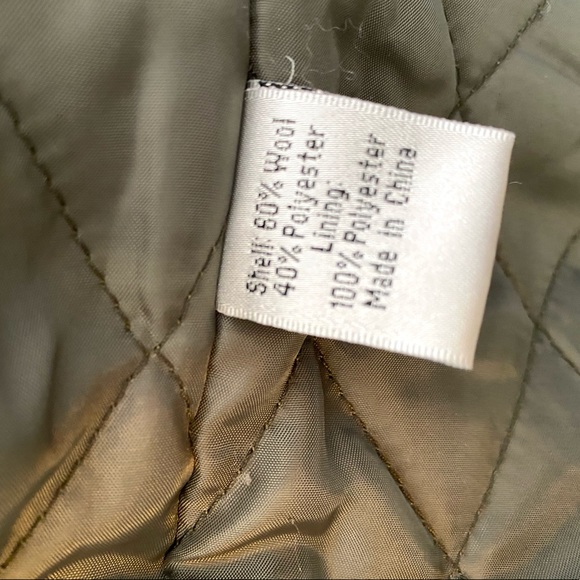 Shell: 60% Wool
40% Polyester
Lining:
100% Polyester
Made in China